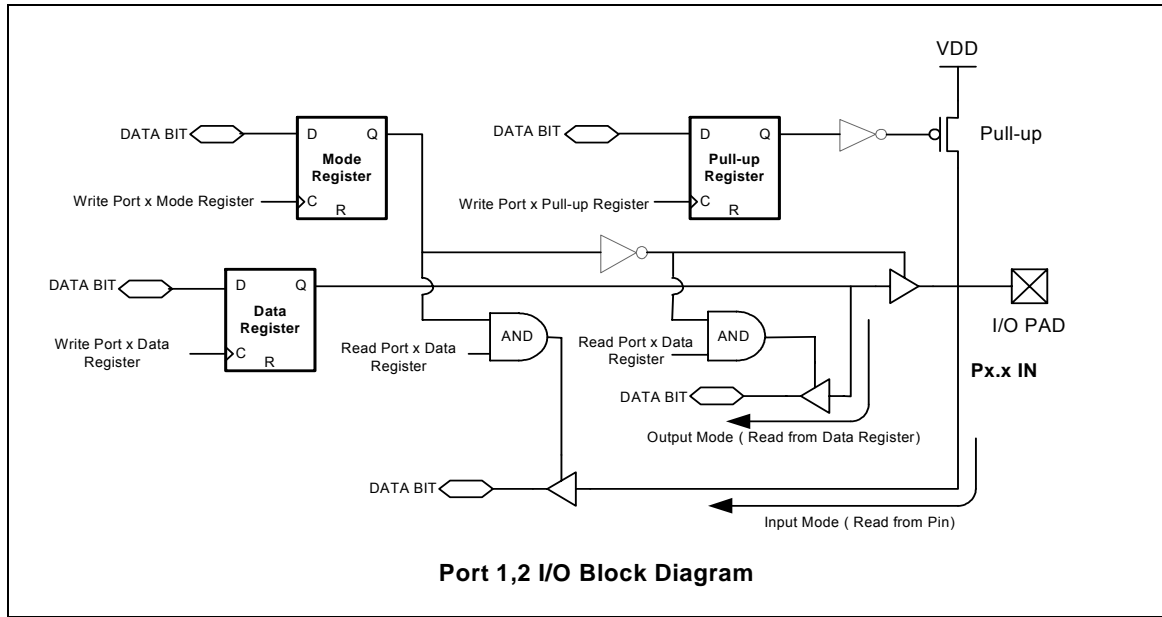 VDD
DATA BIT
D
Q
Mode
Register
C
R
Write Port x Mode Register
DATA BIT
D
Q
Pull-up
Register
C
R
Write Port x Pull-up Register
Pull-up
DATA BIT
D
Q
Data
Register
C
R
Write Port x Data
Register
AND
Read Port x Data
Register
AND
Read Port x Data
Register
I/O PAD
Px.x IN
DATA BIT
Output Mode ( Read from Data Register)
DATA BIT
Input Mode ( Read from Pin)
Port 1,2 I/O Block Diagram